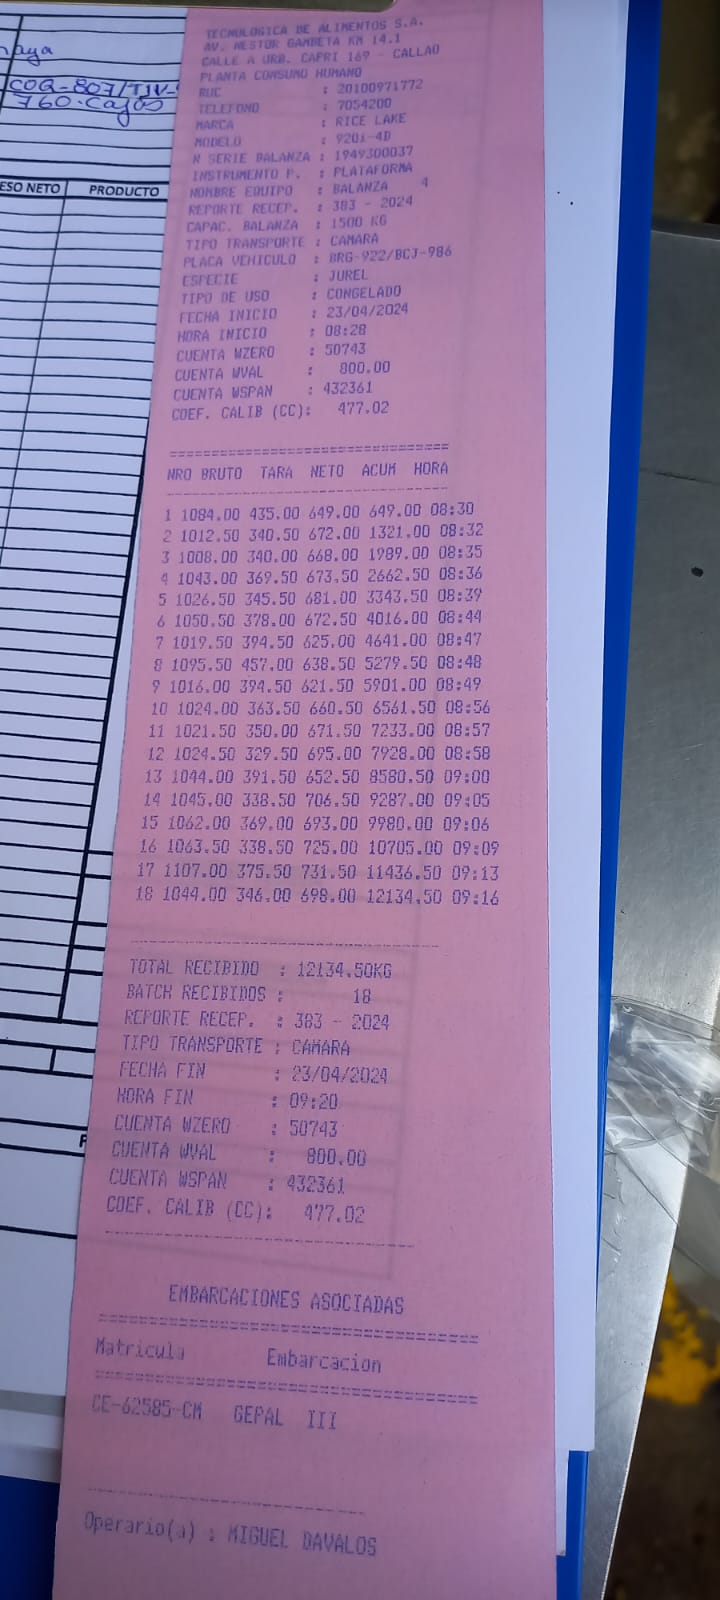 naya
COQ-807/TJV-
760.Cajas
ESO NETO
PRODUCTO
TECNOLOGICA DE ALIMENTOS S.A.
AV. NESTOR GAMBETA KM 14.1
CALLE A URB. CAPRI 169 - CALLAO
PLANTA CONSUMO HUMANO
RUC : 20100971772
TELEFONO : 7054200
MARCA : RICE LAKE
MODELO : 920i-4D
N SERIE BALANZA : 1949300037
INSTRUMENTO P. : PLATAFORMA
NOMBRE EQUIPO : BALANZA 4
REPORTE RECEP. : 383 - 2024
CAPAC. BALANZA : 1500 KG
TIPO TRANSPORTE : CAMARA
PLACA VEHICULO : BRG-922/BCJ-986
ESPECIE : JUREL
TIPO DE USO : CONGELADO
FECHA INICIO : 23/04/2024
HORA INICIO : 08:28
CUENTA WZERO : 50743
CUENTA WVAL : 800.00
CUENTA WSPAN : 432361
COEF. CALIB (CC): 477.02
NRO BRUTO TARA NETO ACUM HORA
1 1084.00 435.00 649.00 649.00 08:30
2 1012.50 340.50 672.00 1321.00 08:32
3 1008.00 340.00 668.00 1989.00 08:35
4 1043.00 369.50 673.50 2662.50 08:36
5 1026.50 345.50 681.00 3343.50 08:39
6 1050.50 378.00 672.50 4016.00 08:44
7 1019.50 394.50 625.00 4641.00 08:47
8 1095.50 457.00 638.50 5279.50 08:48
9 1016.00 394.50 621.50 5901.00 08:49
10 1024.00 363.50 660.50 6561.50 08:56
11 1021.50 350.00 671.50 7233.00 08:57
12 1024.50 329.50 695.00 7928.00 08:58
13 1044.00 391.50 652.50 8580.50 09:00
14 1045.00 338.50 706.50 9287.00 09:05
15 1062.00 369.00 693.00 9980.00 09:06
16 1063.50 338.50 725.00 10705.00 09:09
17 1107.00 375.50 731.50 11436.50 09:13
18 1044.00 346.00 698.00 12134.50 09:16
TOTAL RECIBIDO : 12134.50KG
BATCH RECIBIDOS : 18
REPORTE RECEP. : 383 - 2024
TIPO TRANSPORTE : CAMARA
FECHA FIN : 23/04/2024
HORA FIN : 09:20
CUENTA WZERO : 50743
CUENTA WVAL : 800.00
CUENTA WSPAN : 432361
COEF. CALIB (CC): 477.02
EMBARCACIONES ASOCIADAS
Matricula Embarcacion
CE-62585-CM GEPAL III
Operario(a) : MIGUEL DAVALOS